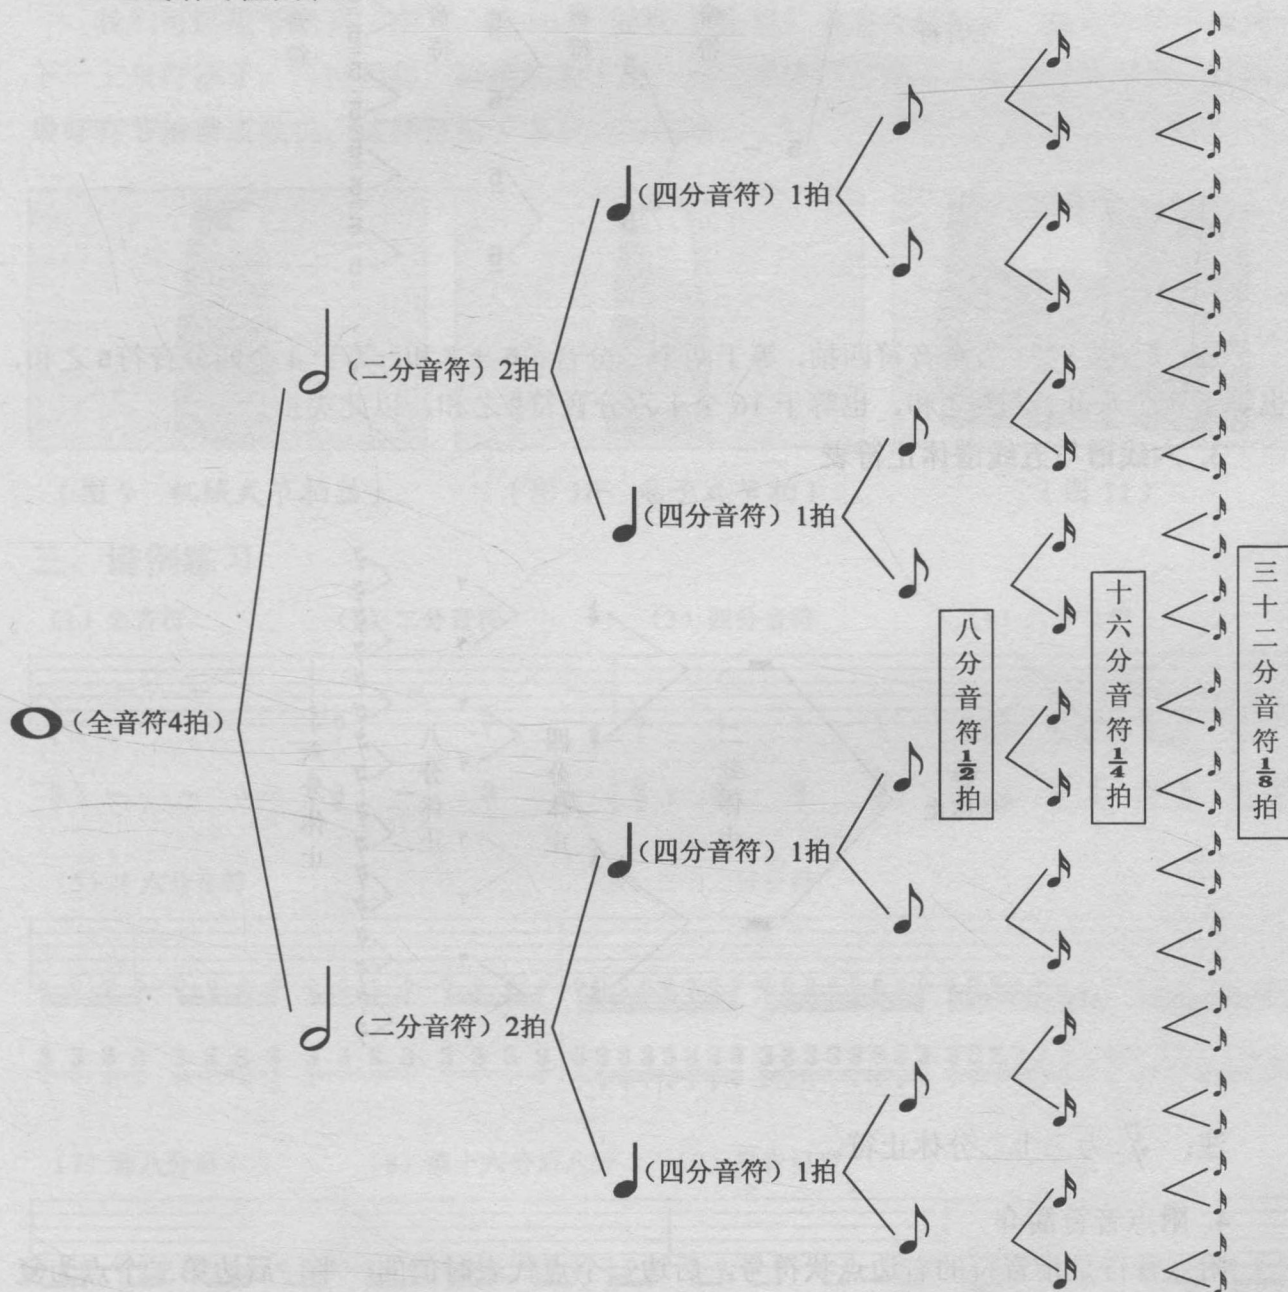 (四分音符) 1拍
(二分音符) 2拍
(四分音符) 1拍
(全音符4拍)
八分音符1/2拍
十六分音符1/4拍
三十二分音符1/8拍
(四分音符) 1拍
(二分音符) 2拍
(四分音符) 1拍